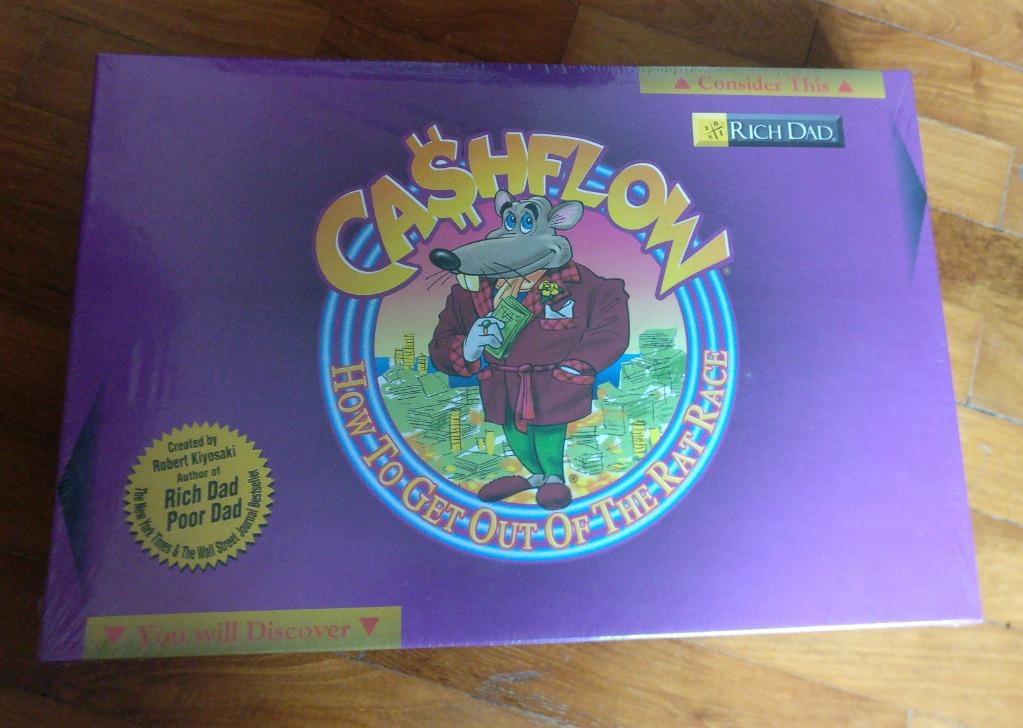 ▲ Consider This ▲
E B S I RICH DAD®
CA$HFLOW®
HOW TO GET OUT OF THE RAT RACE
®
Created by
Robert Kiyosaki
Author of
Rich Dad
Poor Dad
The New York Times & The Wall Street Journal Bestseller
▼ You will Discover ▼